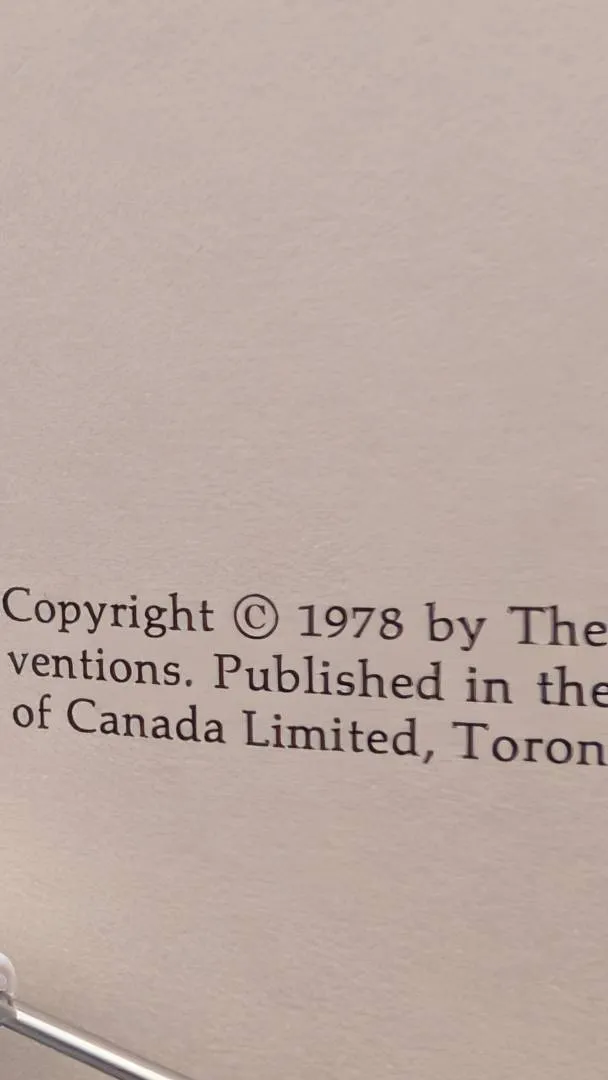 Copyright © 1978 by The
ventions. Published in the
of Canada Limited, Toron